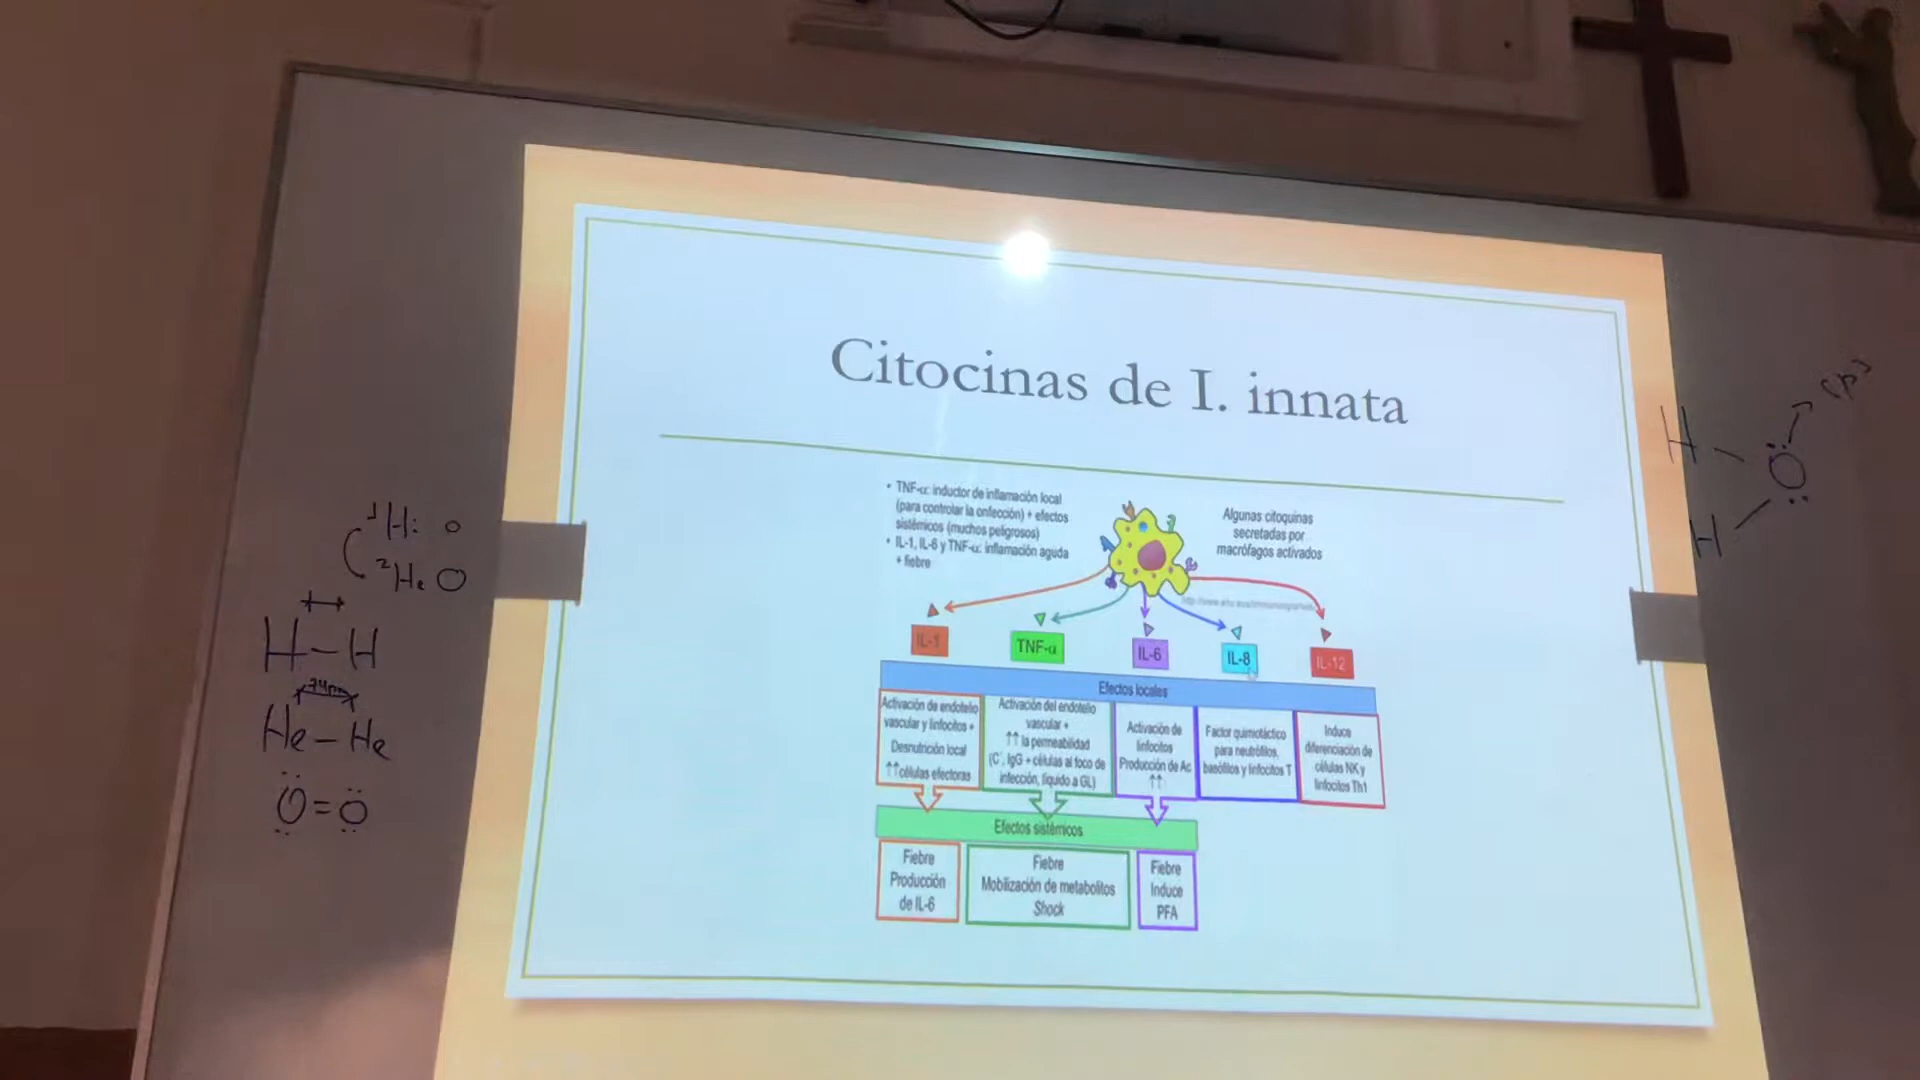 Citocinas de I. innata
• TNF-α: inductor de inflamación local
(para controlar la onfección) + efectos
sistémicos (muchos peligrosos)
• IL-1, IL-6 y TNF-α: inflamación aguda
+ fiebre
Algunas citoquinas
secretadas por
macrófagos activados
IL-1
TNF-α
IL-6
IL-8
IL-12
Efectos locales
Activación de endotelio
vascular y linfocitos +
Desnutrición local
↑↑células efectoras
Activación del endotelio
vascular +
↑↑ la permeabilidad
(C', IgG + células al foco de
infección, líquido a GL)
Activación de
linfocitos
Producción de Ac
↑↑
Factor quimiotáctico
para neutrófilos,
basófilos y linfocitos T
Induce
diferenciación de
células NK y
linfocitos Th1
Efectos sistémicos
Fiebre
Producción
de IL-6
Fiebre
Mobilización de metabolitos
Shock
Fiebre
Induce
PFA
¹H: o
²He O
H-H
74pm
He-He
O=O
H
O
H